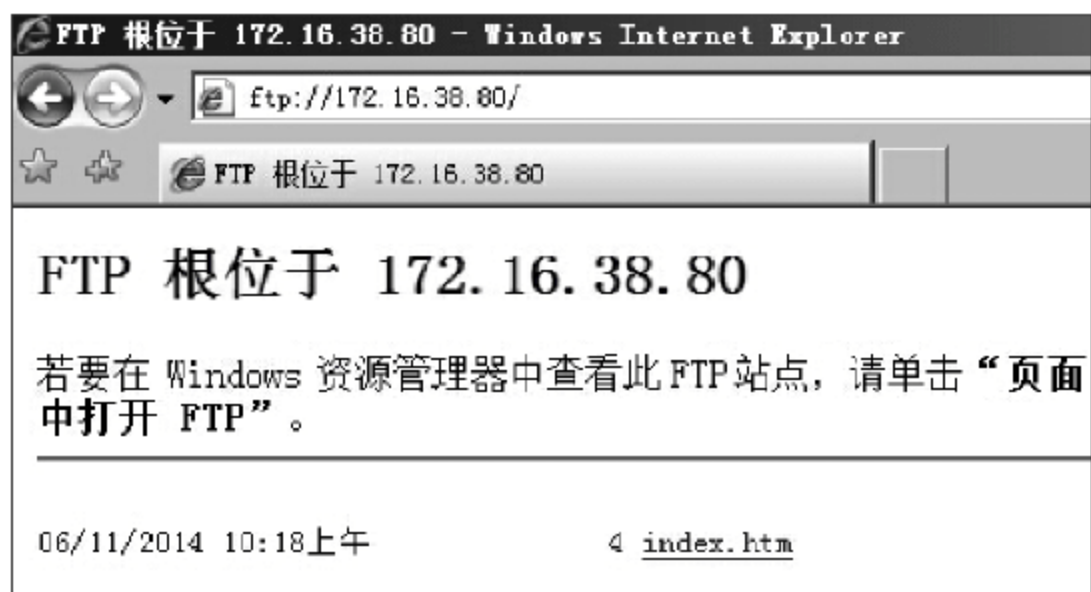 FTP 根位于 172.16.38.80 - Windows Internet Explorer
ftp://172.16.38.80/
FTP 根位于 172.16.38.80
FTP 根位于 172.16.38.80
若要在 Windows 资源管理器中查看此 FTP 站点，请单击“页面
中打开 FTP”。
06/11/2014 10:18上午 4 index.htm